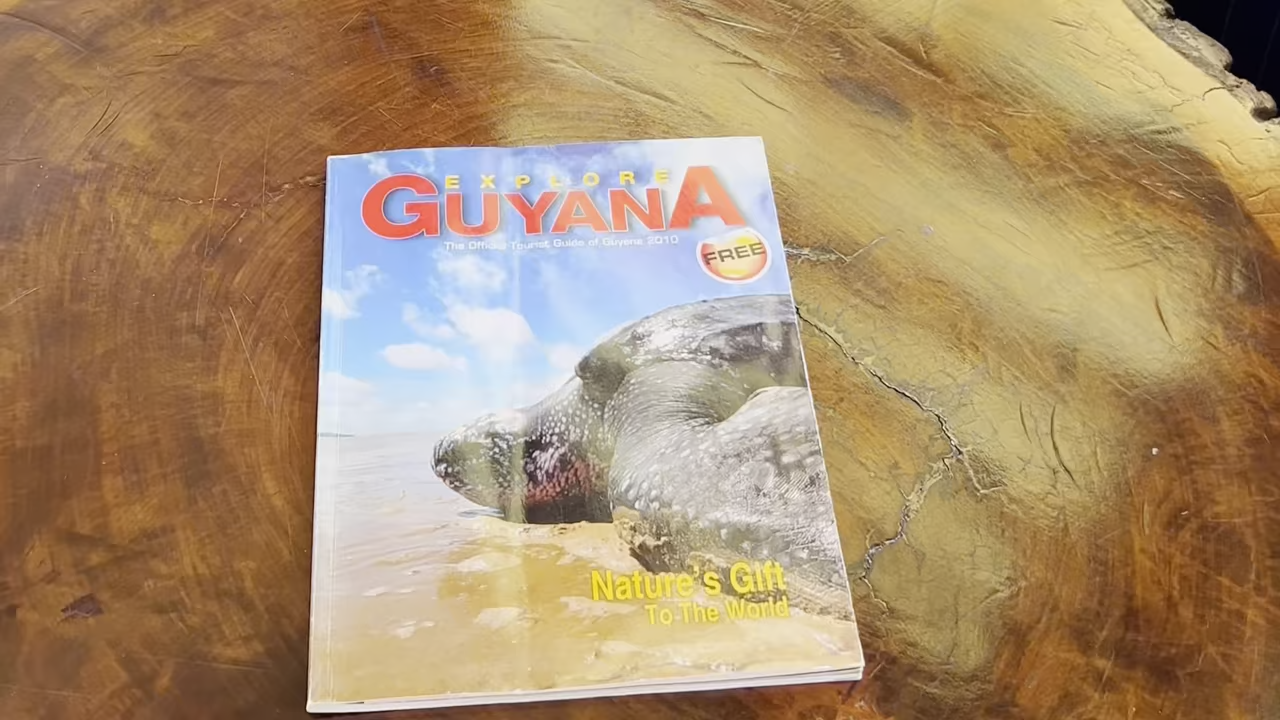 EXPLORE
GUYANA
The Official Tourist Guide of Guyana 2010
FREE
Nature's Gift
To The World